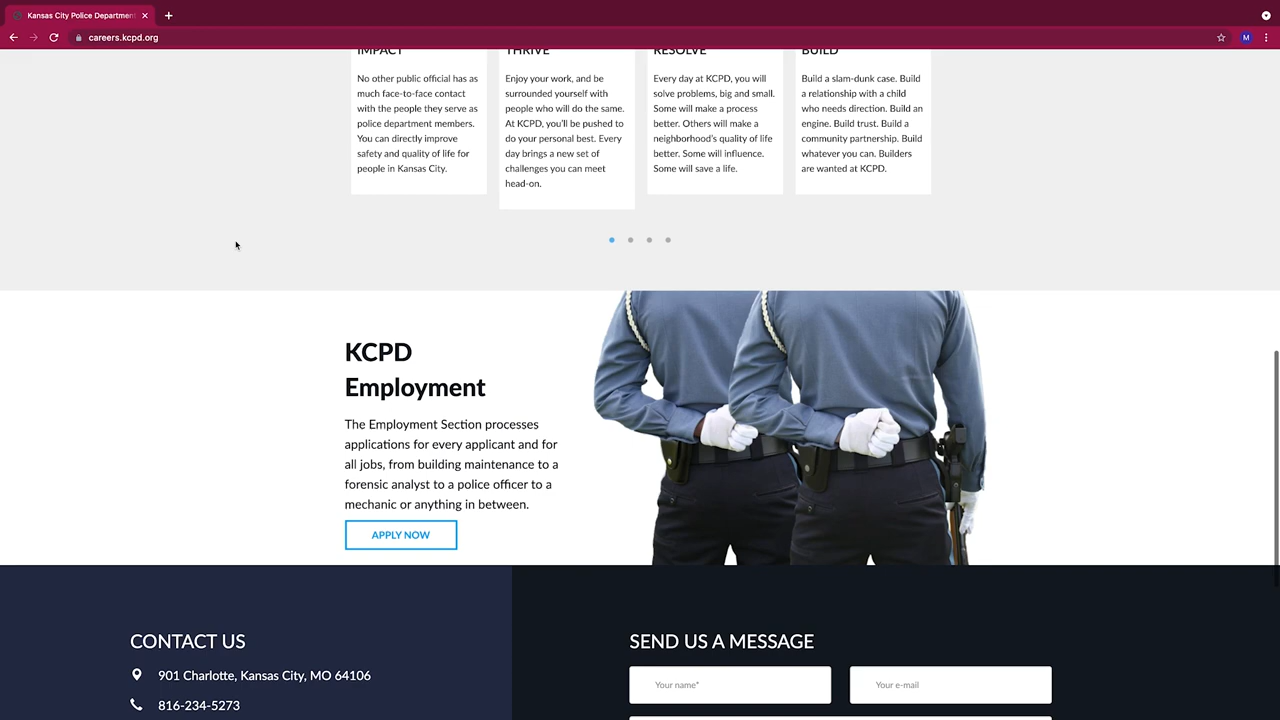 Kansas City Police Department
careers.kcpd.org
M
IMPACT
No other public official has as
much face-to-face contact
with the people they serve as
police department members.
You can directly improve
safety and quality of life for
people in Kansas City.
THRIVE
Enjoy your work, and be
surrounded yourself with
people who will do the same.
At KCPD, you'll be pushed to
do your personal best. Every
day brings a new set of
challenges you can meet
head-on.
RESOLVE
Every day at KCPD, you will
solve problems, big and small.
Some will make a process
better. Others will make a
neighborhood's quality of life
better. Some will influence.
Some will save a life.
BUILD
Build a slam-dunk case. Build
a relationship with a child
who needs direction. Build an
engine. Build trust. Build a
community partnership. Build
whatever you can. Builders
are wanted at KCPD.
KCPD
Employment
The Employment Section processes
applications for every applicant and for
all jobs, from building maintenance to a
forensic analyst to a police officer to a
mechanic or anything in between.
APPLY NOW
CONTACT US
901 Charlotte, Kansas City, MO 64106
816-234-5273
SEND US A MESSAGE
Your name*
Your e-mail